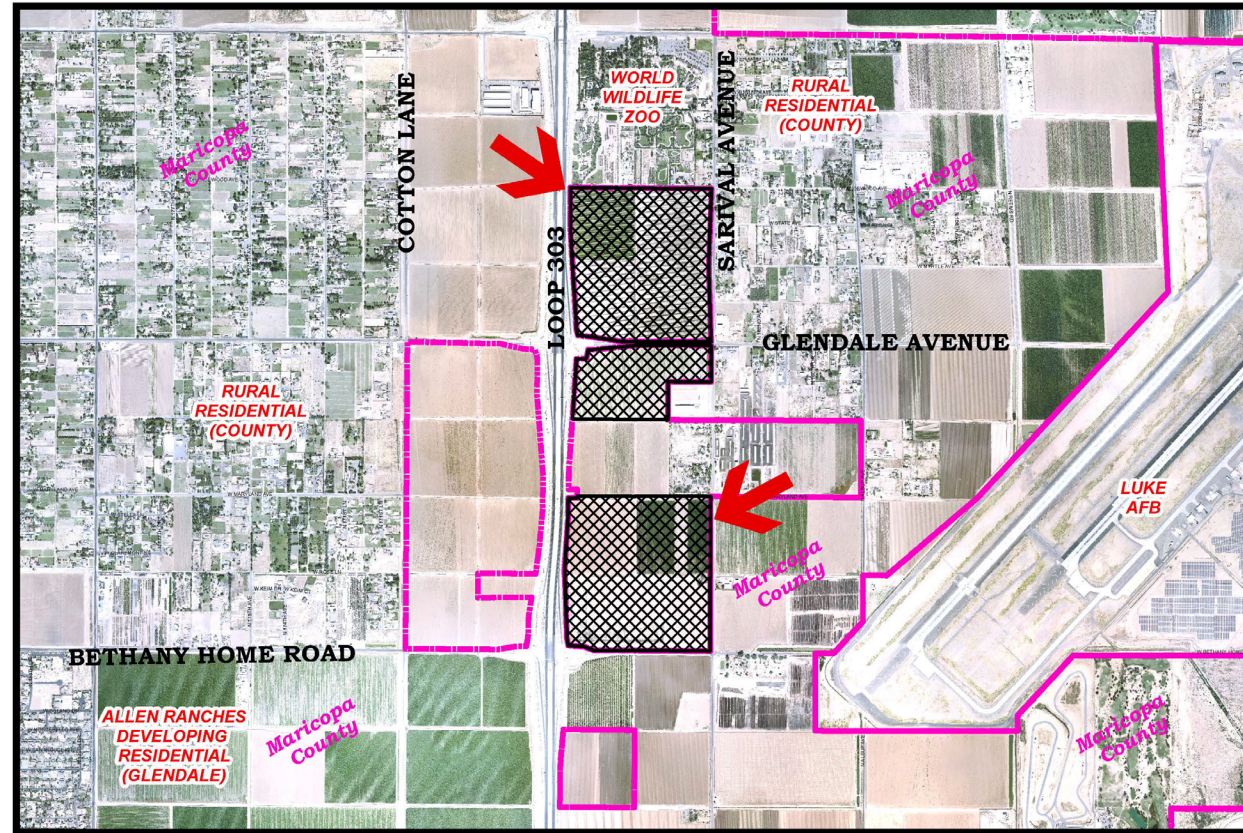 COTTON LANE
LOOP 303
SARIVAL AVENUE
WORLD
WILDLIFE
ZOO
RURAL
RESIDENTIAL
(COUNTY)
Maricopa
County
Maricopa
County
GLENDALE AVENUE
RURAL
RESIDENTIAL
(COUNTY)
LUKE
AFB
Maricopa
County
BETHANY HOME ROAD
ALLEN RANCHES
DEVELOPING
RESIDENTIAL
(GLENDALE)
Maricopa
County
Maricopa
County